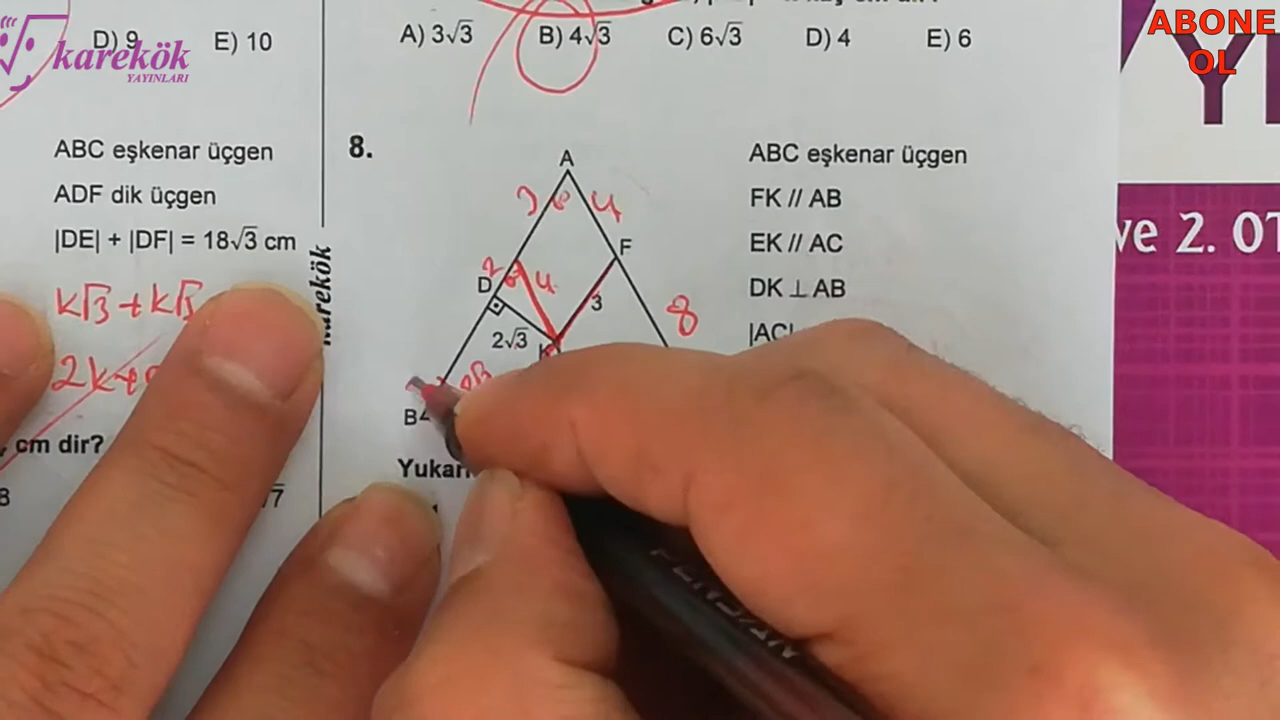 ABONE
OL
D) 9
E) 10
karekök
YAYINLARI
A) 3√3
B) 4√3
C) 6√3
D) 4
E) 6
ABC eşkenar üçgen
ADF dik üçgen
|DE| + |DF| = 18√3 cm
k√3 + k√3
cm dir?
karekök
8.
A
F
D
B
3
2√3
3
4
2
4
8
ABC eşkenar üçgen
FK // AB
EK // AC
DK ⊥ AB
|AC|
ve 2. OT